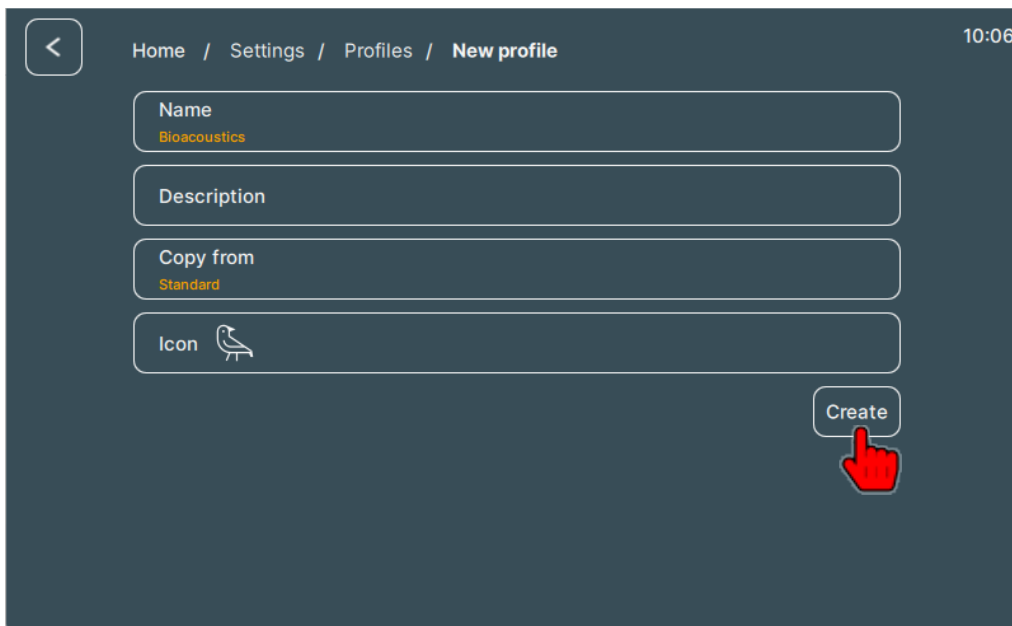 Home / Settings / Profiles / New profile
10:06
Name
Bioacoustics
Description
Copy from
Standard
Icon
Create